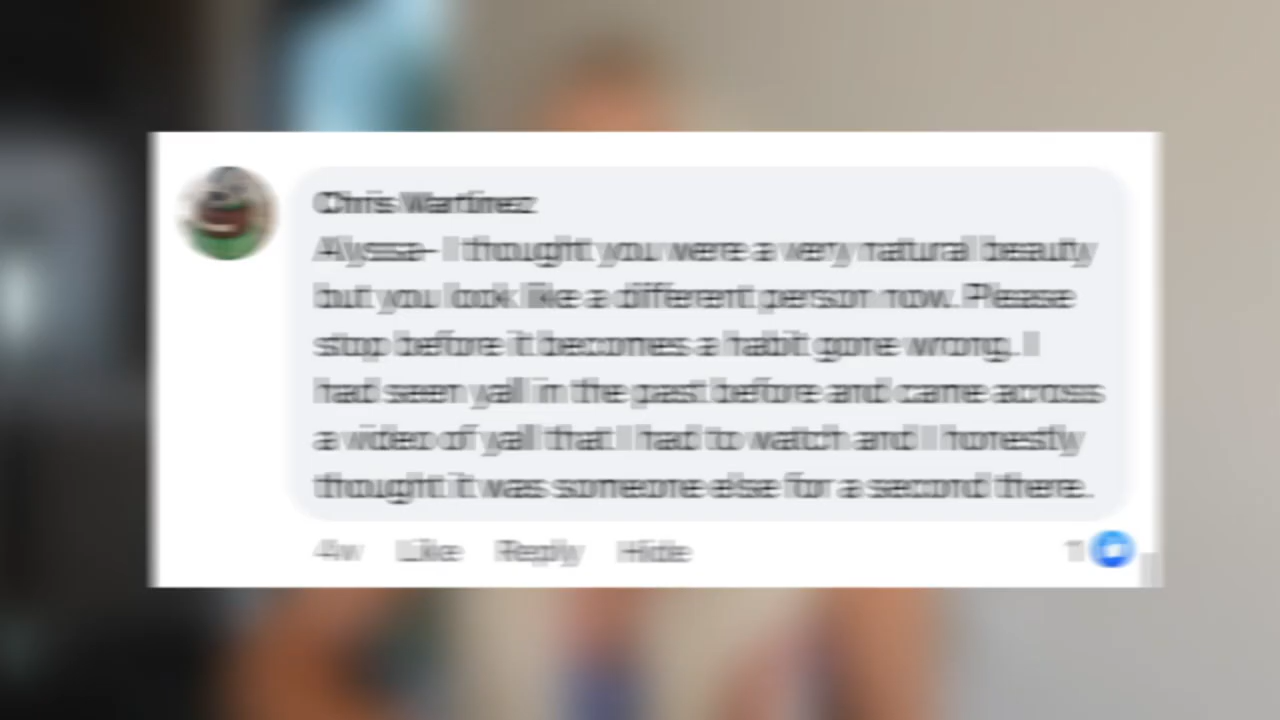 Chris Martinez
Alyssa- I thought you were a very natural beauty
but you look like a different person now. Please
stop before it becomes a habit gone wrong. I
had seen yall in the past before and came across
a video of yall that I had to watch and I honestly
thought it was someone else for a second there.
4w Like Reply Hide 1